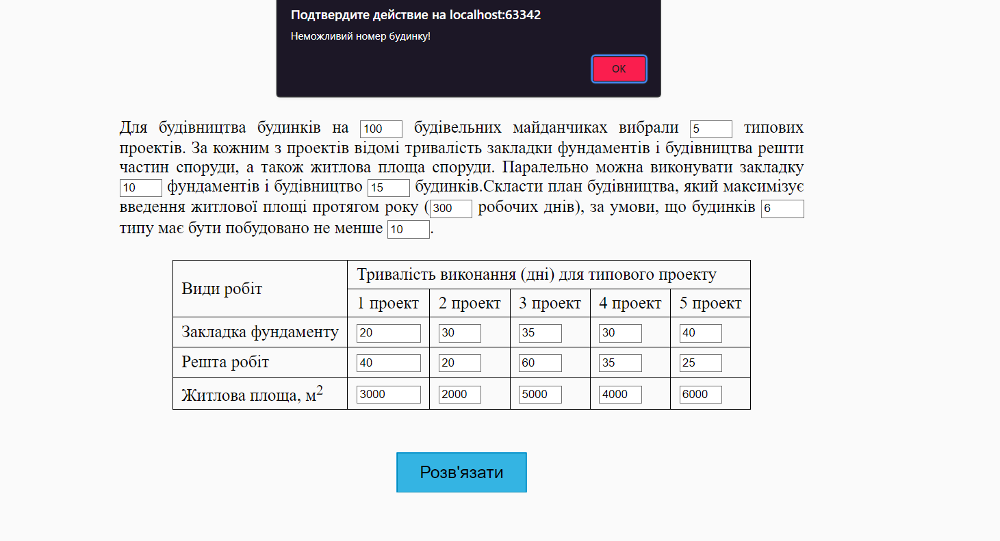 Подтвердите действие на localhost:63342
Неможливий номер будинку!
ОК
Для будівництва будинків на 100 будівельних майданчиках вибрали 5 типових
проектів. За кожним з проектів відомі тривалість закладки фундаментів і будівництва решти
частин споруди, а також житлова площа споруди. Паралельно можна виконувати закладку
10 фундаментів і будівництво 15 будинків.Скласти план будівництва, який максимізує
введення житлової площі протягом року (300 робочих днів), за умови, що будинків 6
типу має бути побудовано не менше 10.
Види робіт
Тривалість виконання (дні) для типового проекту
1 проект 2 проект 3 проект 4 проект 5 проект
Закладка фундаменту 20 30 35 30 40
Решта робіт 40 20 60 35 25
Житлова площа, м² 3000 2000 5000 4000 6000
Розв'язати